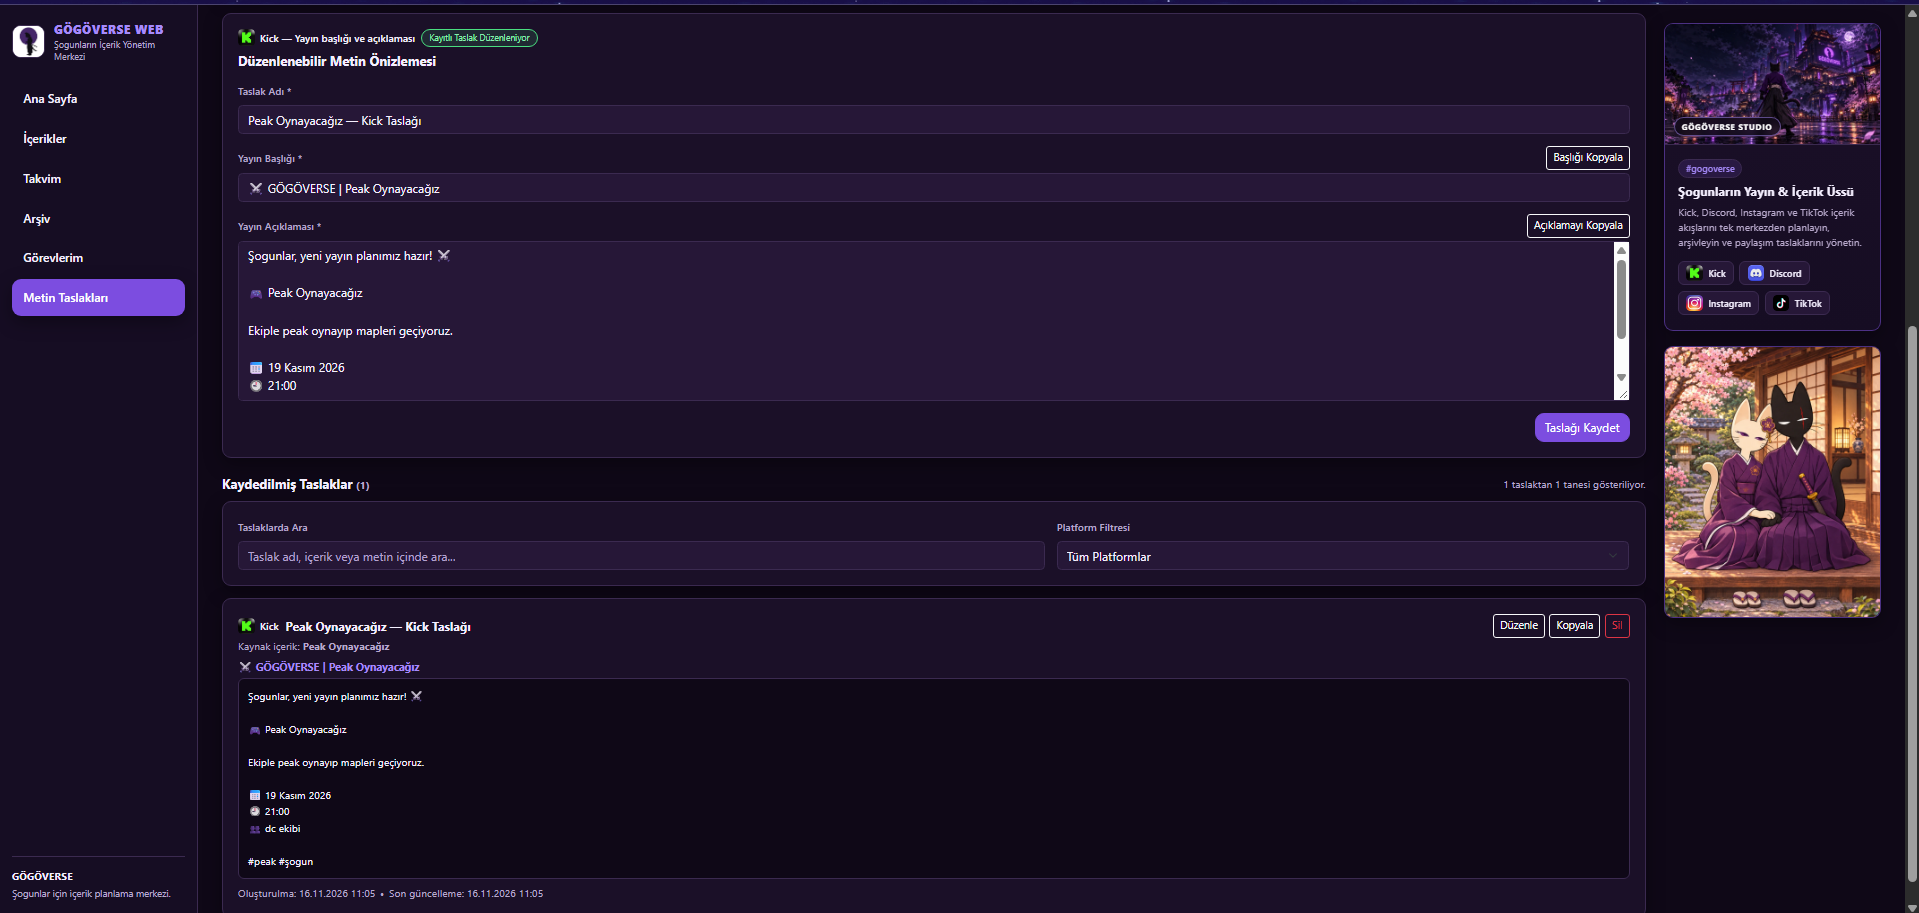 GÖGÖVERSE WEB
Şogunların İçerik Yönetim
Merkezi
Ana Sayfa
İçerikler
Takvim
Arşiv
Görevlerim
Metin Taslakları
GÖGÖVERSE
Şogunlar için içerik planlama merkezi.
Kick — Yayın başlığı ve açıklaması Kayıtlı Taslak Düzenleniyor
Düzenlenebilir Metin Önizlemesi
Taslak Adı *
Peak Oynayacağız — Kick Taslağı
Yayın Başlığı *
Başlığı Kopyala
⚔️ GÖGÖVERSE | Peak Oynayacağız
Yayın Açıklaması *
Açıklamayı Kopyala
Şogunlar, yeni yayın planımız hazır! ⚔️
🎮 Peak Oynayacağız
Ekiple peak oynayıp mapleri geçiyoruz.
📅 19 Kasım 2026
🕘 21:00
Taslağı Kaydet
Kaydedilmiş Taslaklar (1)
1 taslaktan 1 tanesi gösteriliyor.
Taslaklarda Ara
Taslak adı, içerik veya metin içinde ara...
Platform Filtresi
Tüm Platformlar
Kick Peak Oynayacağız — Kick Taslağı
Düzenle Kopyala Sil
Kaynak içerik: Peak Oynayacağız
⚔️ GÖGÖVERSE | Peak Oynayacağız
Şogunlar, yeni yayın planımız hazır! ⚔️
🎮 Peak Oynayacağız
Ekiple peak oynayıp mapleri geçiyoruz.
📅 19 Kasım 2026
🕘 21:00
👥 dc ekibi
#peak #şogun
Oluşturulma: 16.11.2026 11:05 • Son güncelleme: 16.11.2026 11:05
GÖGÖVERSE STUDIO
#gogoverse
Şogunların Yayın & İçerik Üssü
Kick, Discord, Instagram ve TikTok içerik
akışlarını tek merkezden planlayın,
arşivleyin ve paylaşım taslaklarını yönetin.
Kick Discord
Instagram TikTok